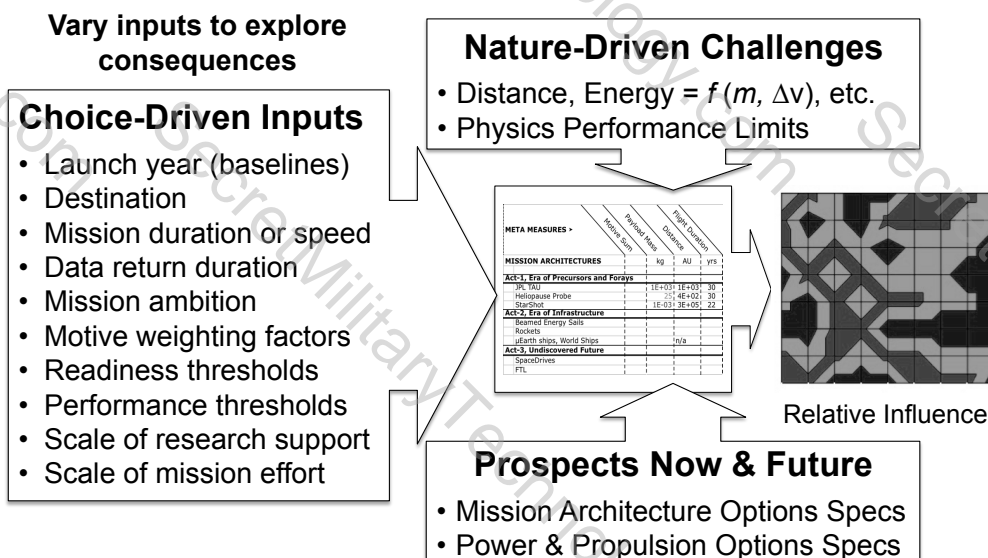 Vary inputs to explore
consequences
Choice-Driven Inputs
• Launch year (baselines)
• Destination
• Mission duration or speed
• Data return duration
• Mission ambition
• Motive weighting factors
• Readiness thresholds
• Performance thresholds
• Scale of research support
• Scale of mission effort
Nature-Driven Challenges
• Distance, Energy = f (m, Δv), etc.
• Physics Performance Limits
META MEASURES >
Motive Sum
Payload Mass
Distance
Flight Duration
MISSION ARCHITECTURES kg AU yrs
Act-1, Era of Precursors and Forays
JPL TAU 1E+03 1E+03 30
Heliopause Probe 25 4E+02 30
StarShot 1E-03 3E+05 22
Act-2, Era of Infrastructure
Beamed Energy Sails
Rockets
µEarth ships, World Ships n/a
Act-3, Undiscovered Future
SpaceDrives
FTL
Relative Influence
Prospects Now & Future
• Mission Architecture Options Specs
• Power & Propulsion Options Specs
SecretMilitaryTechnology.com